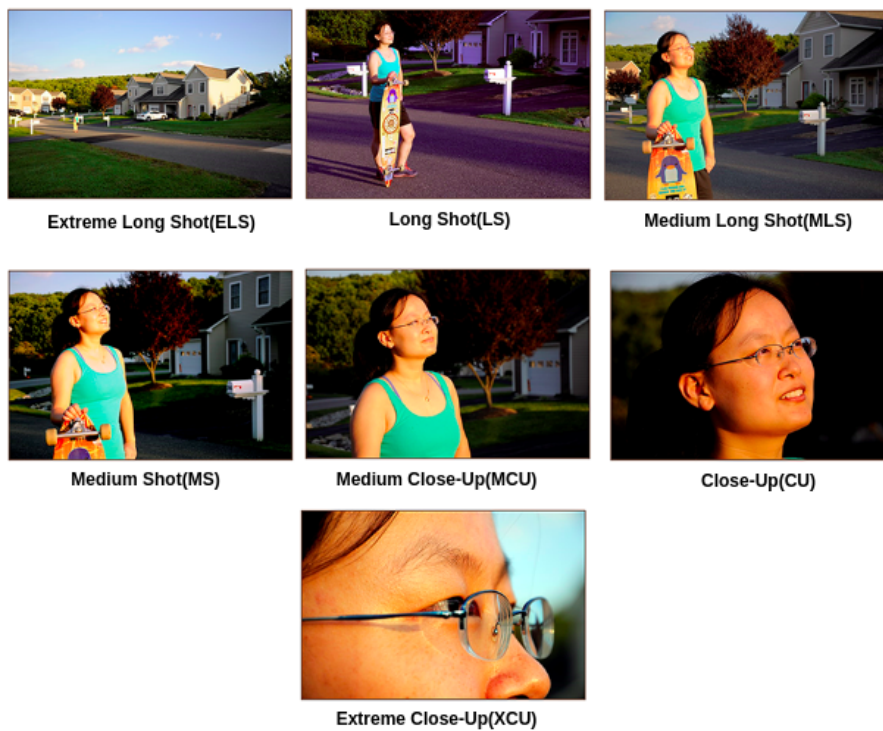 Extreme Long Shot(ELS)
Long Shot(LS)
Medium Long Shot(MLS)
Medium Shot(MS)
Medium Close-Up(MCU)
Close-Up(CU)
Extreme Close-Up(XCU)